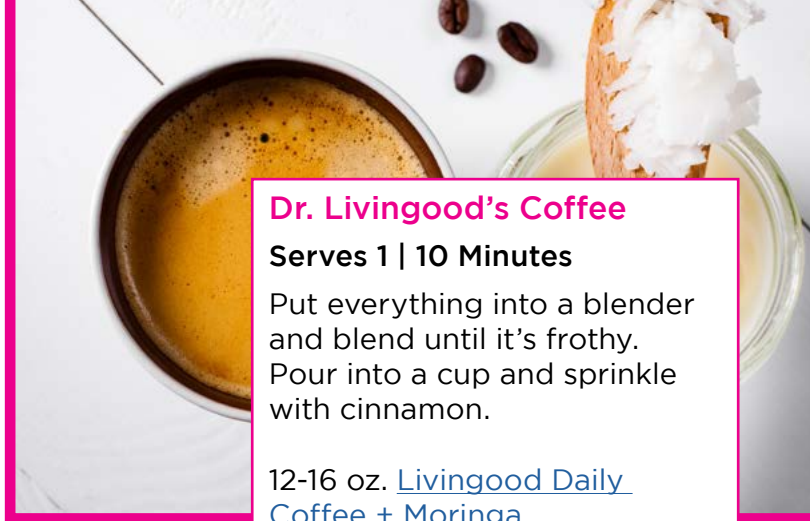 Dr. Livingood’s Coffee
Serves 1 | 10 Minutes
Put everything into a blender
and blend until it’s frothy.
Pour into a cup and sprinkle
with cinnamon.
12-16 oz. Livingood Daily
Coffee + Moringa